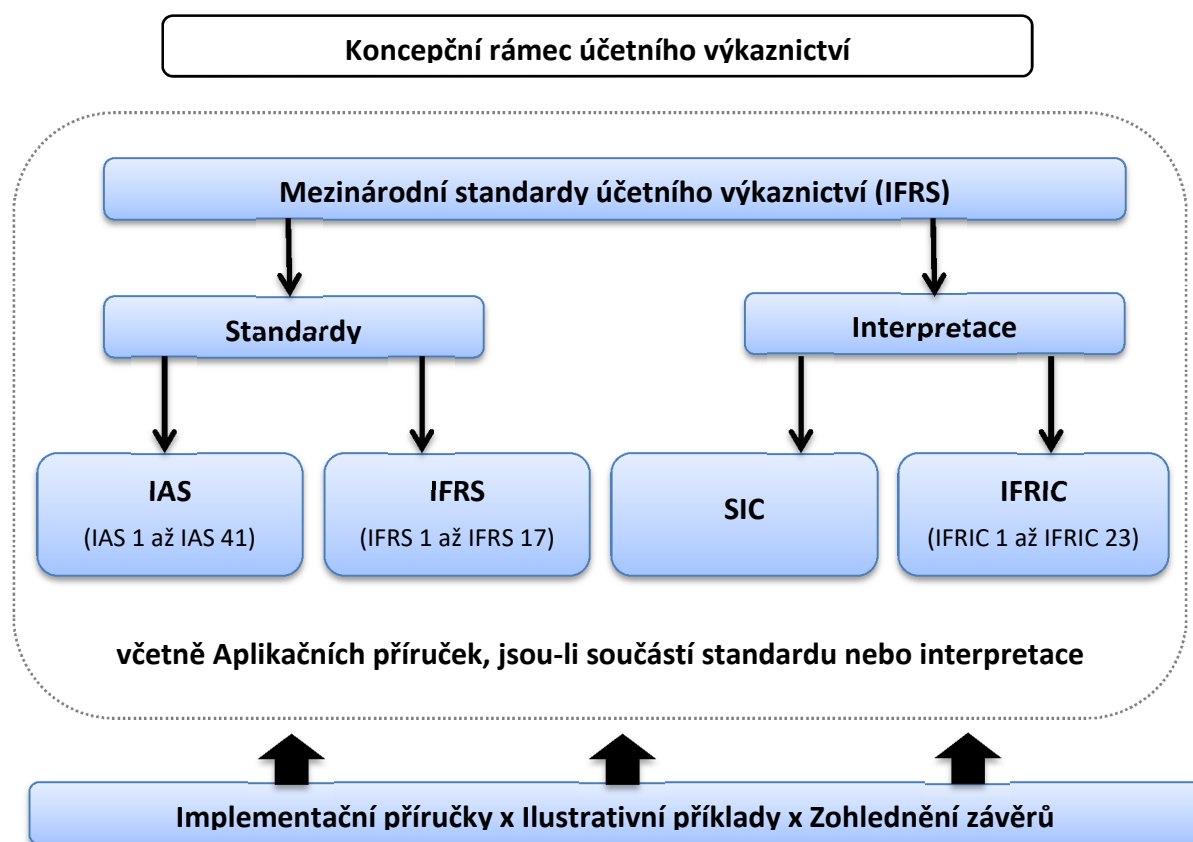 Koncepční rámec účetního výkaznictví
Mezinárodní standardy účetního výkaznictví (IFRS)
Standardy
Interpretace
IAS
(IAS 1 až IAS 41)
IFRS
(IFRS 1 až IFRS 17)
SIC
IFRIC
(IFRIC 1 až IFRIC 23)
včetně Aplikačních příruček, jsou-li součástí standardu nebo interpretace
Implementační příručky x Ilustrativní příklady x Zohlednění závěrů